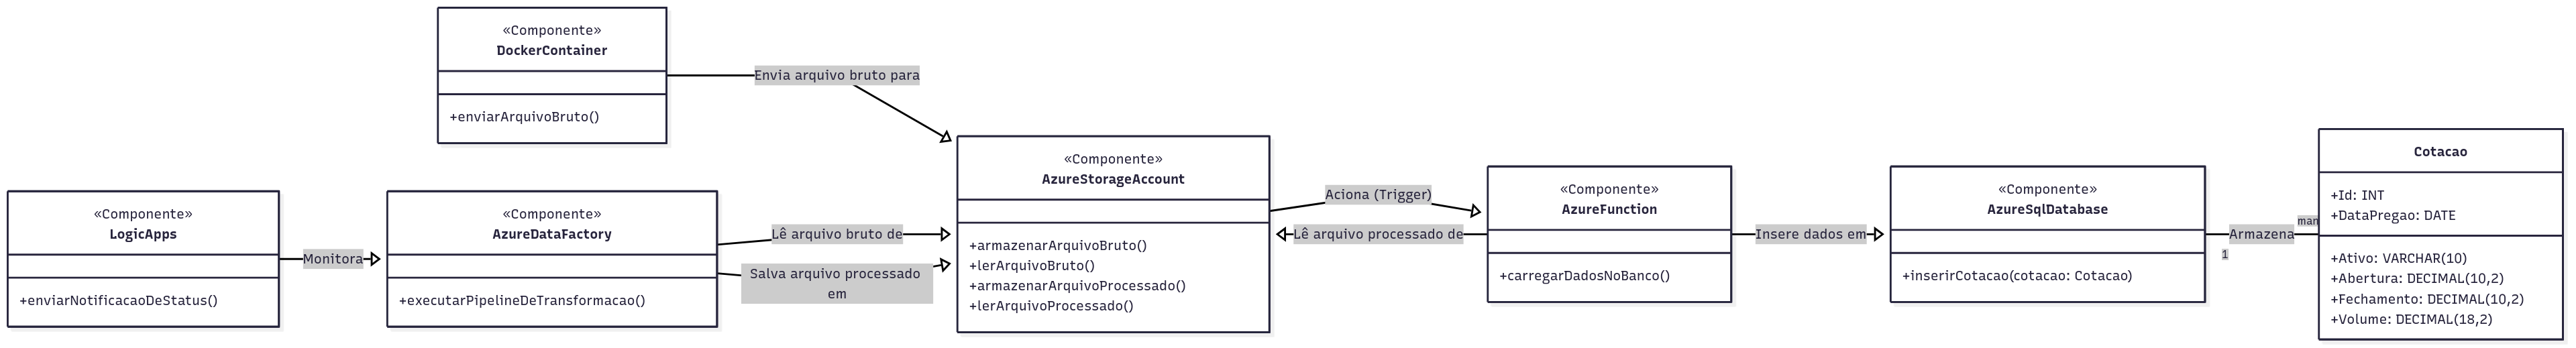 «Componente»
DockerContainer
+enviarArquivoBruto()
Envia arquivo bruto para
«Componente»
LogicApps
+enviarNotificacaoDeStatus()
Monitora
«Componente»
AzureDataFactory
+executarPipelineDeTransformacao()
Lê arquivo bruto de
Salva arquivo processado
em
«Componente»
AzureStorageAccount
+armazenarArquivoBruto()
+lerArquivoBruto()
+armazenarArquivoProcessado()
+lerArquivoProcessado()
Aciona (Trigger)
Lê arquivo processado de
«Componente»
AzureFunction
+carregarDadosNoBanco()
Insere dados em
«Componente»
AzureSqlDatabase
+inserirCotacao(cotacao: Cotacao)
Armazena
1
Cotacao
+Id: INT
+DataPregao: DATE
+Ativo: VARCHAR(10)
+Abertura: DECIMAL(10,2)
+Fechamento: DECIMAL(10,2)
+Volume: DECIMAL(18,2)